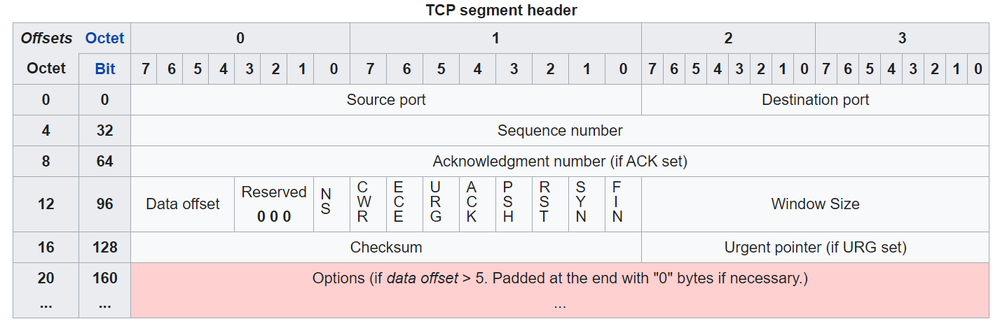 TCP segment header
Offsets Octet 0 1 2 3
Octet Bit 7 6 5 4 3 2 1 0 7 6 5 4 3 2 1 0 7 6 5 4 3 2 1 0 7 6 5 4 3 2 1 0
0 0 Source port Destination port
4 32 Sequence number
8 64 Acknowledgment number (if ACK set)
12 96 Data offset Reserved 0 0 0 NS CWR ECE URG ACK PSH RST SYN FIN Window Size
16 128 Checksum Urgent pointer (if URG set)
20 160 Options (if data offset > 5. Padded at the end with "0" bytes if necessary.)
... ... ...